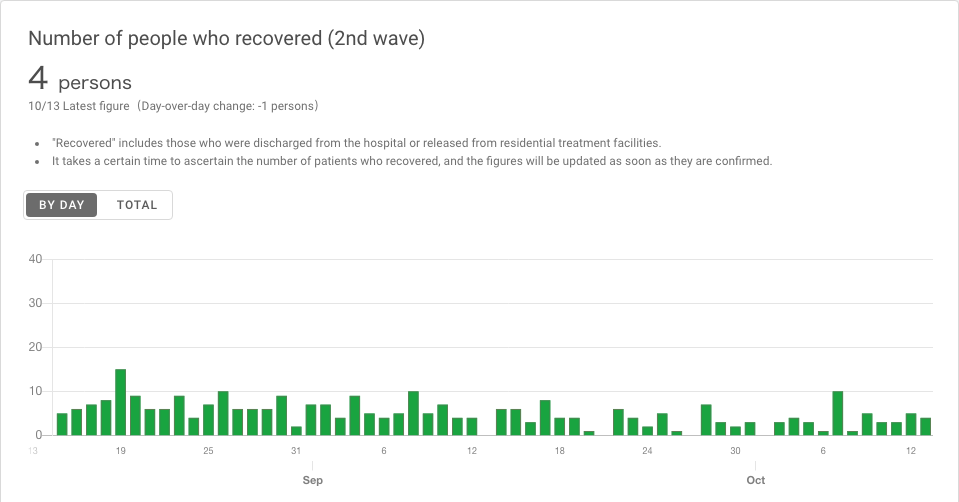 Number of people who recovered (2nd wave)
4 persons
10/13 Latest figure (Day-over-day change: -1 persons)
• "Recovered" includes those who were discharged from the hospital or released from residential treatment facilities.
• It takes a certain time to ascertain the number of patients who recovered, and the figures will be updated as soon as they are confirmed.
BY DAY TOTAL
40
30
20
10
0
13 19 25 31 6 12 18 24 30 6 12
Sep Oct